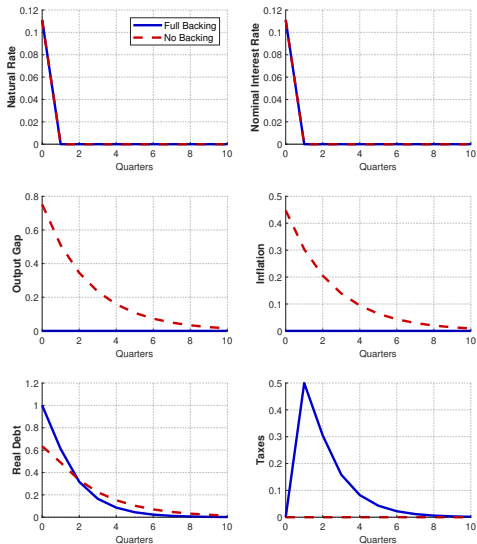 Natural Rate
0.12
0.1
0.08
0.06
0.04
0.02
0
0 2 4 6 8 10
Quarters
Full Backing
No Backing
Nominal Interest Rate
0.12
0.1
0.08
0.06
0.04
0.02
0
0 2 4 6 8 10
Quarters
Output Gap
0.8
0.6
0.4
0.2
0
0 2 4 6 8 10
Quarters
Inflation
0.5
0.4
0.3
0.2
0.1
0
0 2 4 6 8 10
Quarters
Real Debt
1.2
1
0.8
0.6
0.4
0.2
0
0 2 4 6 8 10
Quarters
Taxes
0.5
0.4
0.3
0.2
0.1
0
0 2 4 6 8 10
Quarters